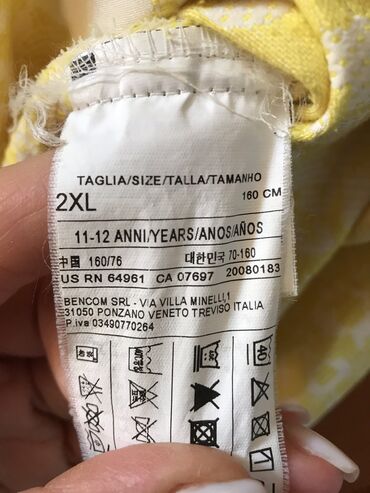 TAGLIA/SIZE/TALLA/TAMANHO
2XL 160 CM
11-12 ANNI/YEARS/ANOS/AÑOS
中国 160/76 대한민국 70-160
US RN 64961 CA 07697 20080183
BENCOM SRL - VIA VILLA MINELLI,1
31050 PONZANO VENETO TREVISO ITALIA
P.iva 03490770264